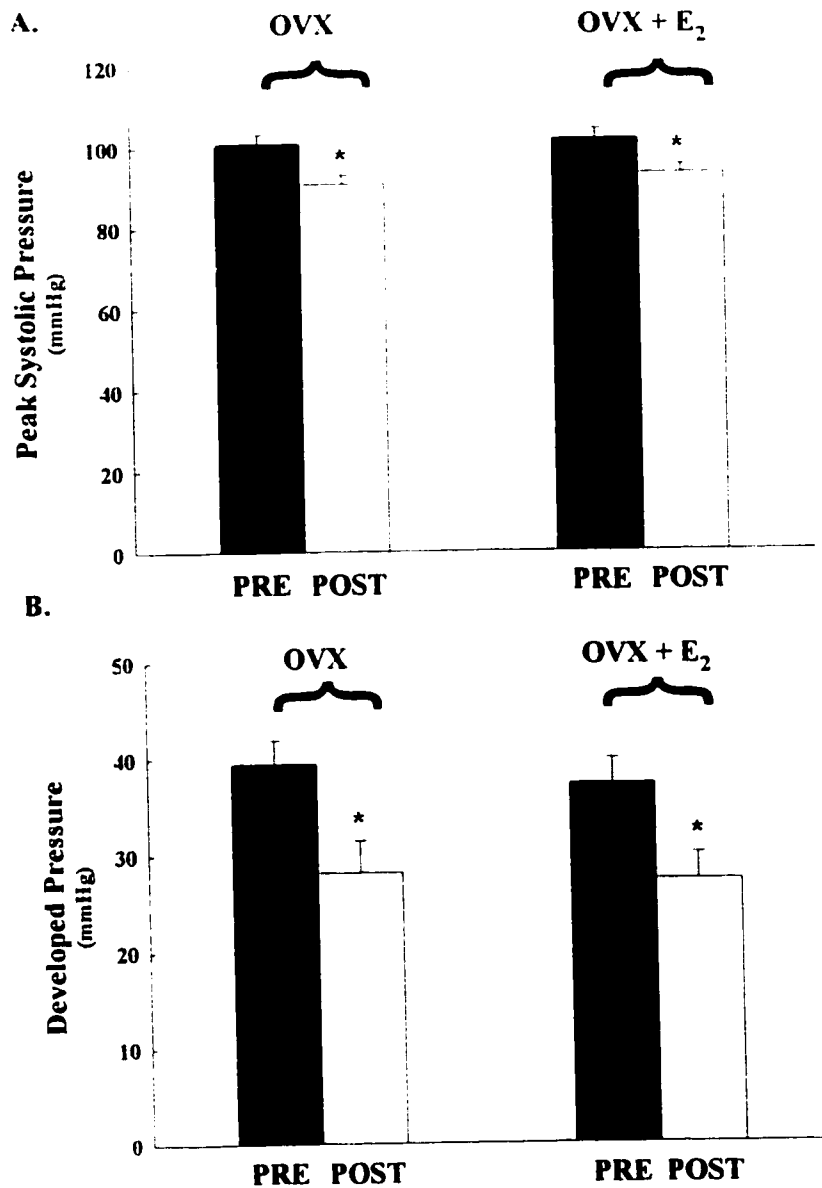 A.
OVX OVX + E₂
120
100
80
60
40
20
0
Peak Systolic Pressure
(mmHg)
* *
PRE POST PRE POST
B.
OVX OVX + E₂
50
40
30
20
10
0
Developed Pressure
(mmHg)
* *
PRE POST PRE POST